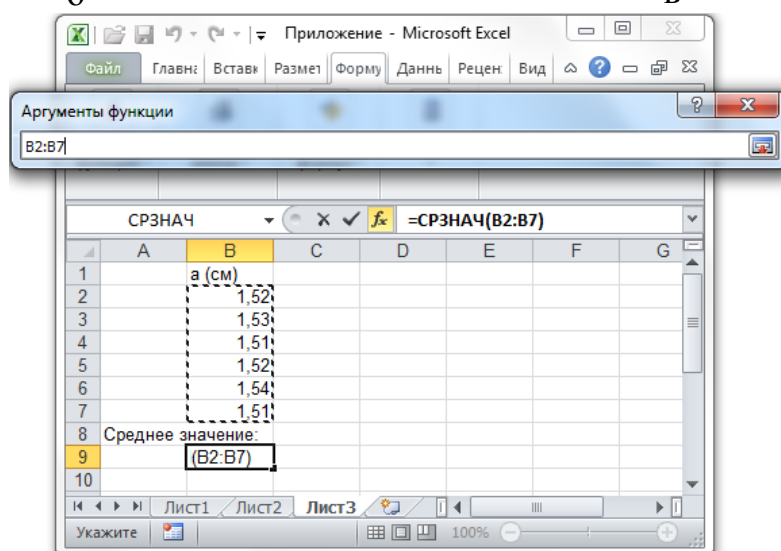 Приложение - Microsoft Excel
Файл Главна Вставк Размет Форму Даннь Рецен Вид
Аргументы функции
B2:B7
СРЗНАЧ fx =СРЗНАЧ(B2:B7)
A B C D E F G
1 а (см)
2 1,52
3 1,53
4 1,51
5 1,52
6 1,54
7 1,51
8 Среднее значение:
9 (B2:B7)
10
Лист1 Лист2 Лист3
Укажите 100%